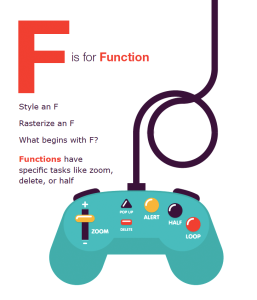 F is for Function
Style an F
Rasterize an F
What begins with F?
Functions have
specific tasks like zoom,
delete, or half
+
ZOOM
–
POP UP
DELETE
ALERT
HALF
LOOP